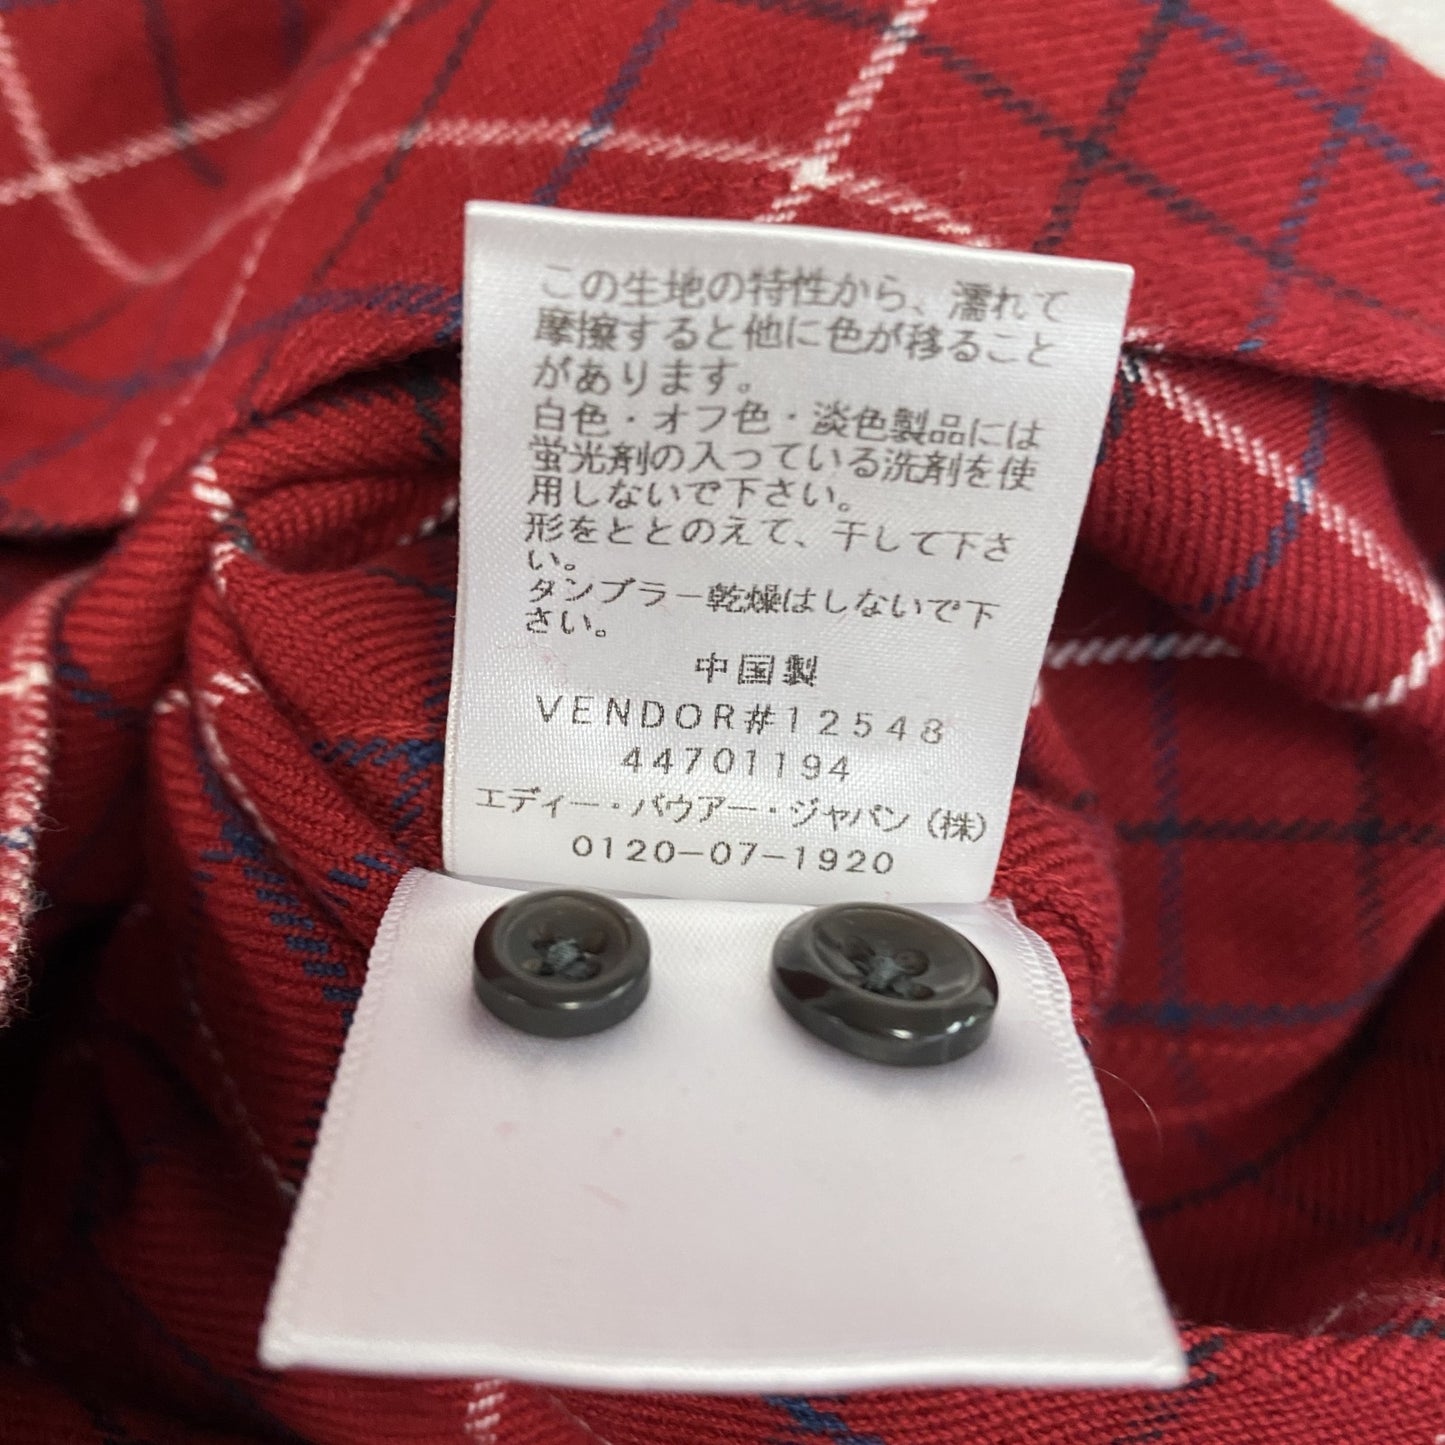 この生地の特性から、濡れて
摩擦すると他に色が移ること
があります。
白色・オフ色・淡色製品には
蛍光剤の入っている洗剤を使
用しないで下さい。
形をととのえて、干して下さ
い。
タンブラー乾燥はしないで下
さい。
中国製
VENDOR#12548
44701194
エディー・バウアー・ジャパン（株）
0120-07-1920